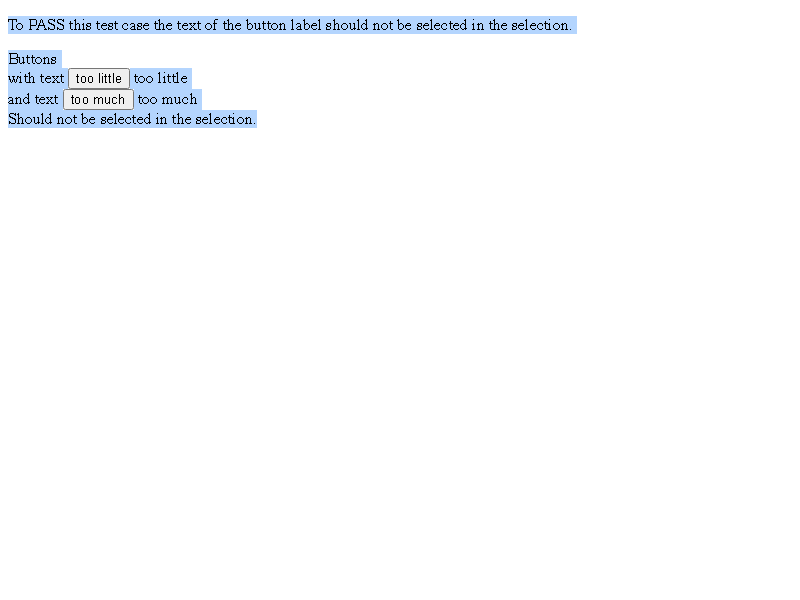 To PASS this test case the text of the button label should not be selected in the selection.
Buttons
with text too little too little
and text too much too much
Should not be selected in the selection.